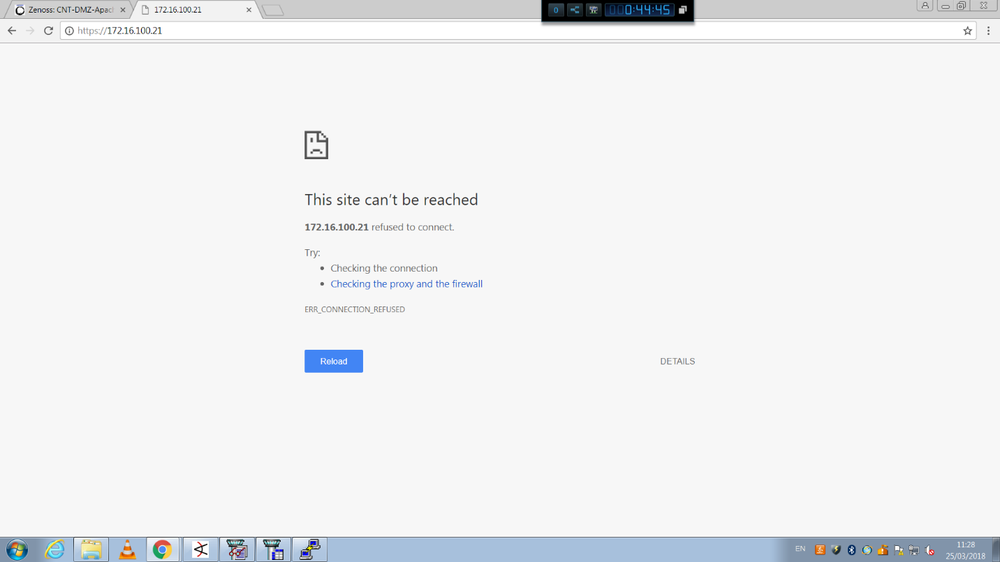 Zenoss: CNT-DMZ-Apach
172.16.100.21
0
0:44:45
https://172.16.100.21
This site can't be reached
172.16.100.21 refused to connect.
Try:
Checking the connection
Checking the proxy and the firewall
ERR_CONNECTION_REFUSED
Reload
DETAILS
EN
11:28
25/03/2018